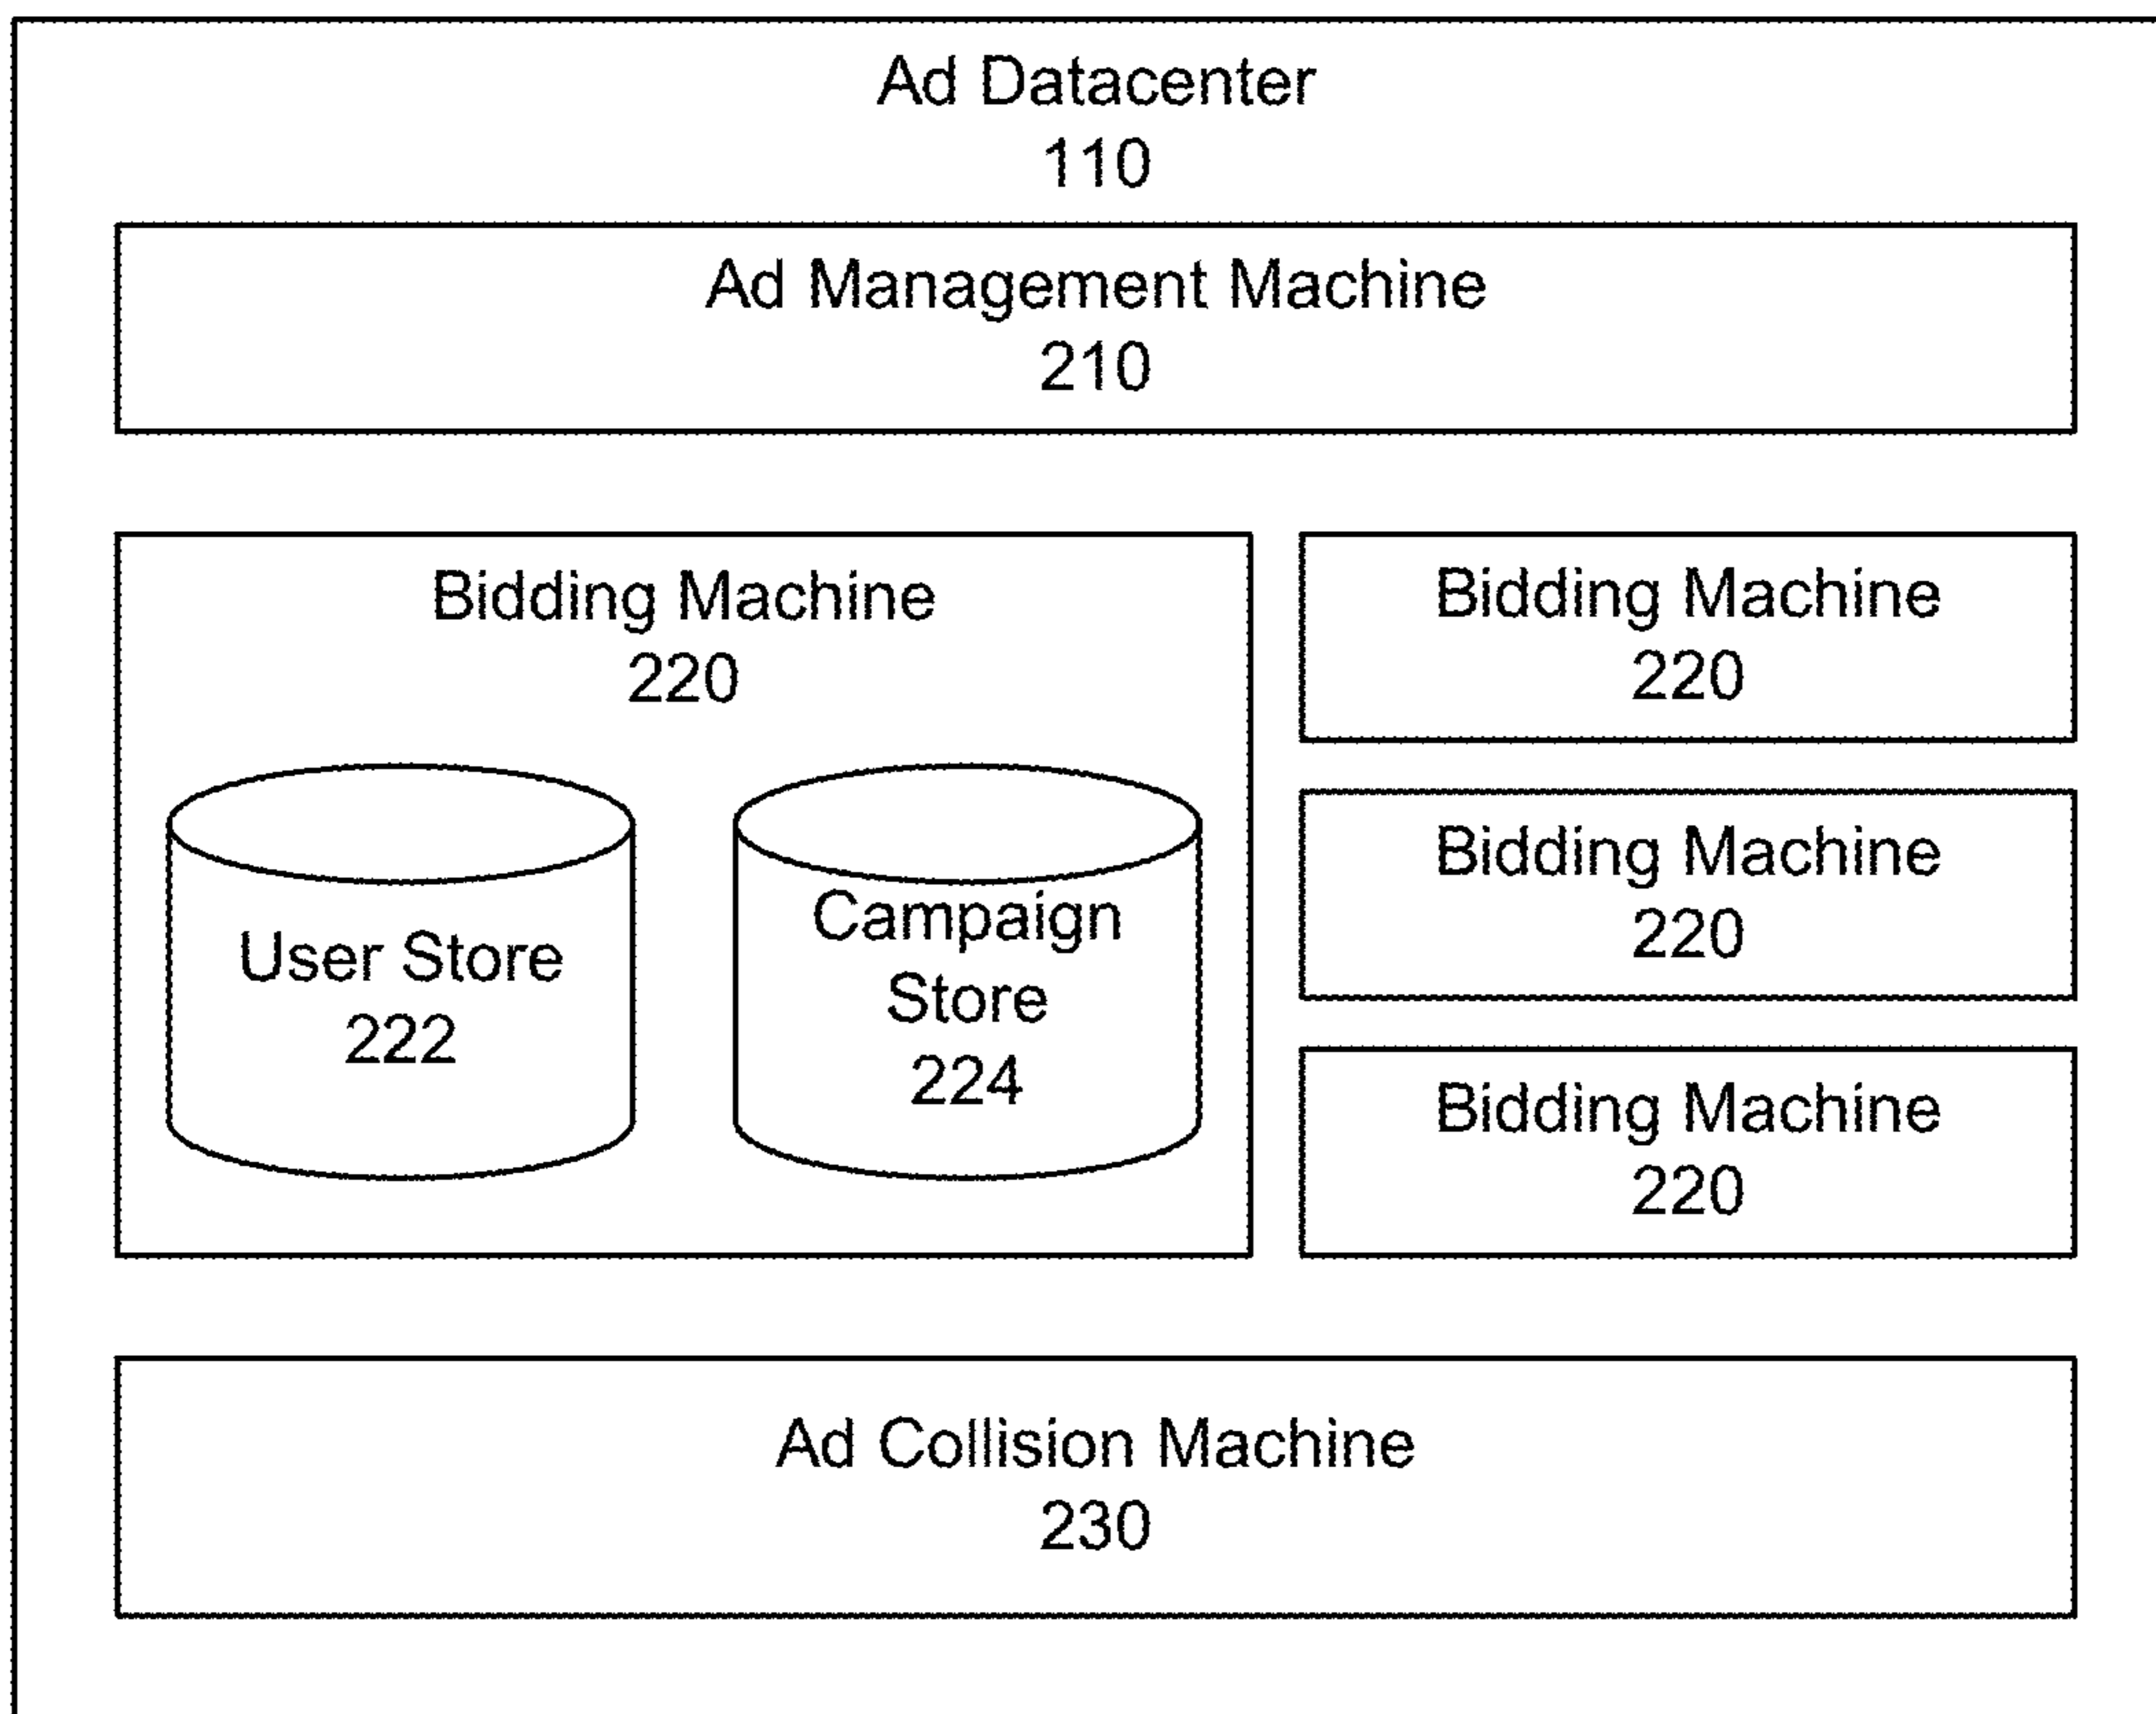 Ad Datacenter
110
Ad Management Machine
210
Bidding Machine
220
User Store
222
Campaign
Store
224
Bidding Machine
220
Bidding Machine
220
Bidding Machine
220
Ad Collision Machine
230